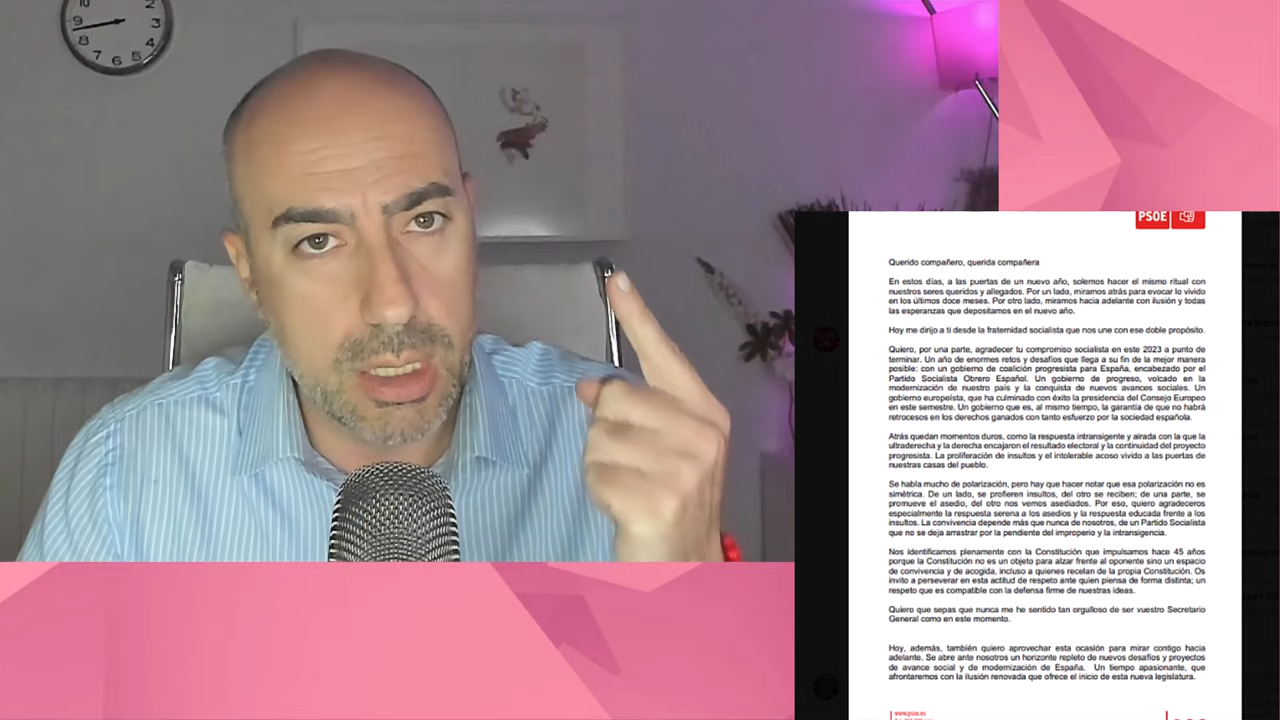 10
2
9
3
8
4
7
6
5
PSOE
Querido compañero, querida compañera
En estos días, a las puertas de un nuevo año, solemos hacer el mismo ritual con
nuestros seres queridos y allegados. Por un lado, miramos atrás para evocar lo vivido
en los últimos doce meses. Por otro lado, miramos hacia adelante con ilusión y todas
las esperanzas que depositamos en el nuevo año.
Hoy me dirijo a ti desde la fraternidad socialista que nos une con ese doble propósito.
Quiero, por una parte, agradecer tu compromiso socialista en este 2023 a punto de
terminar. Un año de enormes retos y desafíos que llega a su fin de la mejor manera
posible: con un gobierno de coalición progresista para España, encabezado por el
Partido Socialista Obrero Español. Un gobierno de progreso, volcado en la
modernización de nuestro país y la conquista de nuevos avances sociales. Un
gobierno europeísta, que ha culminado con éxito la presidencia del Consejo Europeo
en este semestre. Un gobierno que es, al mismo tiempo, la garantía de que no habrá
retrocesos en los derechos ganados con tanto esfuerzo por la sociedad española.
Atrás quedan momentos duros, como la respuesta intransigente y airada con la que la
ultraderecha y la derecha encajaron el resultado electoral y la continuidad del proyecto
progresista. La proliferación de insultos y el intolerable acoso vivido a las puertas de
nuestras casas del pueblo.
Se habla mucho de polarización, pero hay que hacer notar que esa polarización no es
simétrica. De un lado, se profieren insultos, del otro se reciben; de una parte, se
promueve el asedio, del otro nos vemos asediados. Por eso, quiero agradeceros
especialmente la respuesta serena a los asedios y la respuesta educada frente a los
insultos. La convivencia depende más que nunca de nosotros, de un Partido Socialista
que no se deja arrastrar por la pendiente del improperio y la intransigencia.
Nos identificamos plenamente con la Constitución que impulsamos hace 45 años
porque la Constitución no es un objeto para alzar frente al oponente sino un espacio
de convivencia y de acogida, incluso a quienes recelan de la propia Constitución. Os
invito a perseverar en esta actitud de respeto ante quien piensa de forma distinta; un
respeto que es compatible con la defensa firme de nuestras ideas.
Quiero que sepas que nunca me he sentido tan orgulloso de ser vuestro Secretario
General como en este momento.
Hoy, además, también quiero aprovechar esta ocasión para mirar contigo hacia
adelante. Se abre ante nosotros un horizonte repleto de nuevos desafíos y proyectos
de avance social y de modernización de España. Un tiempo apasionante, que
afrontaremos con la ilusión renovada que ofrece el inicio de esta nueva legislatura.
www.psoe.es